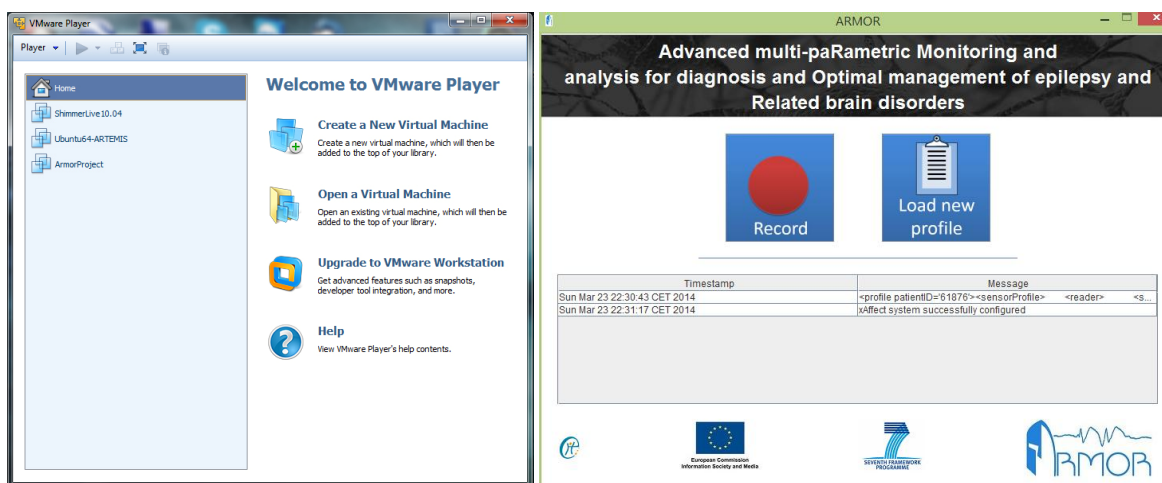 VMware Player
Player
Home
ShimmerLive10.04
Ubuntu64-ARTEMIS
ArmorProject
Welcome to VMware Player
Create a New Virtual Machine
Create a new virtual machine, which will then be
added to the top of your library.
Open a Virtual Machine
Open an existing virtual machine, which will then be
added to the top of your library.
Upgrade to VMware Workstation
Get advanced features such as snapshots,
developer tool integration, and more.
Help
View VMware Player's help contents.
ARMOR
Advanced multi-paRametric Monitoring and
analysis for diagnosis and Optimal management of epilepsy and
Related brain disorders
Record
Load new
profile
Timestamp Message
Sun Mar 23 22:30:43 CET 2014 <profile patientID='61876'><sensorProfile> <reader> <s...
Sun Mar 23 22:31:17 CET 2014 xAffect system successfully configured
European Commission
Information Society and Media
SEVENTH FRAMEWORK
PROGRAMME
ARMOR